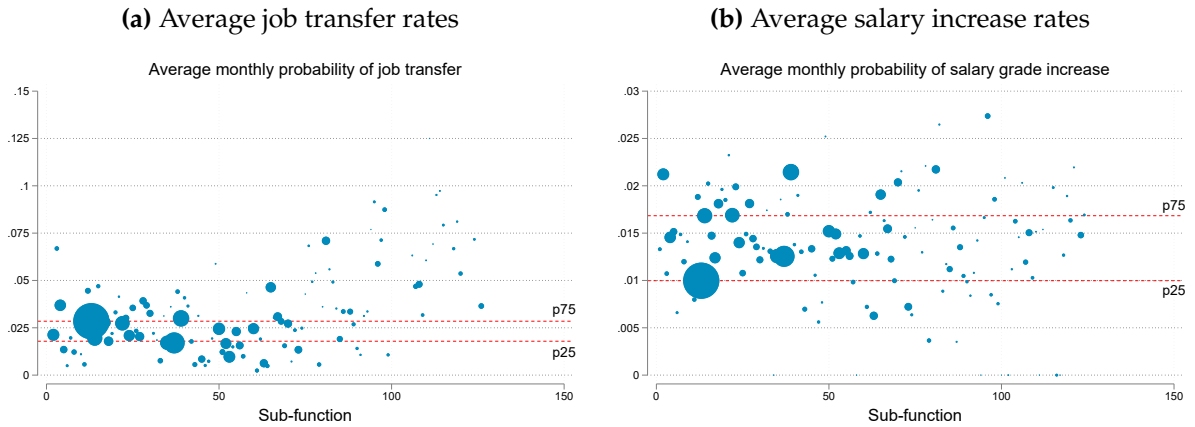 (a) Average job transfer rates
Average monthly probability of job transfer
.15
.125
.1
.075
.05
.025
0
p75
p25
0
50
100
150
Sub-function
(b) Average salary increase rates
Average monthly probability of salary grade increase
.03
.025
.02
.015
.01
.005
0
p75
p25
0
50
100
150
Sub-function